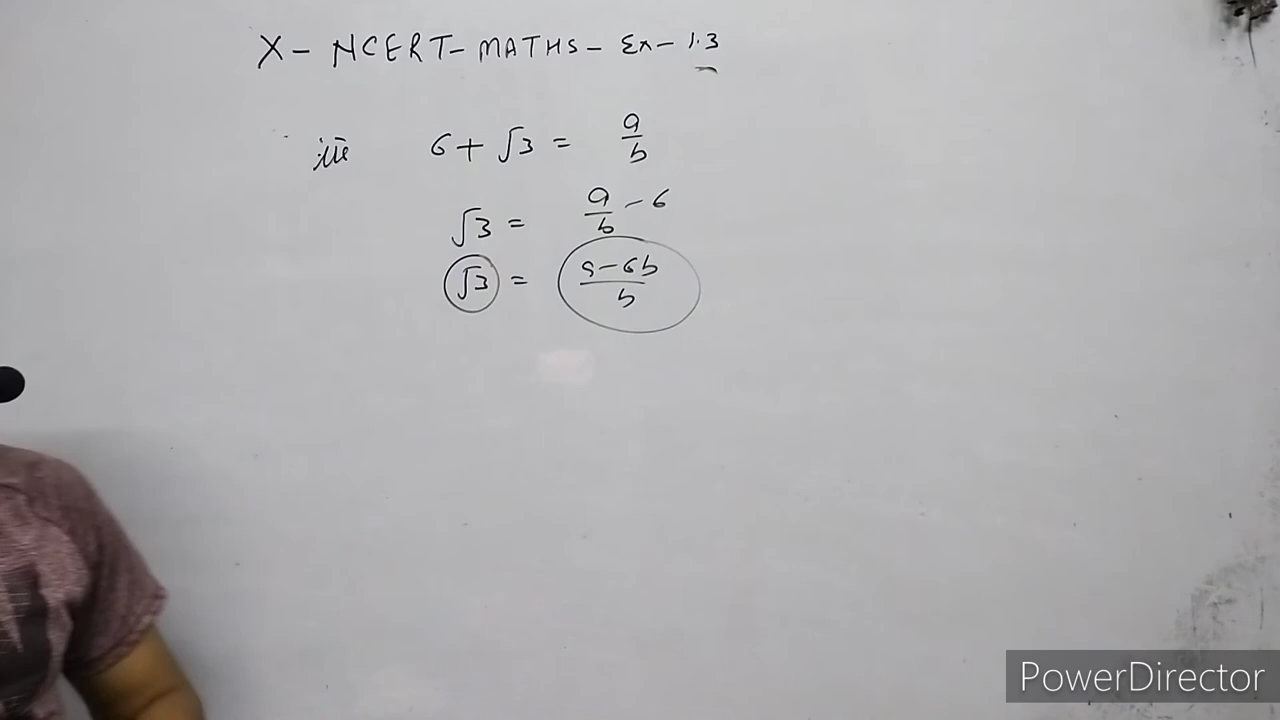 X - NCERT - MATHS - Ex - 1.3
iii 6 + √3 = a/b
√3 = a/b - 6
√3 = a-6b/b
PowerDirector